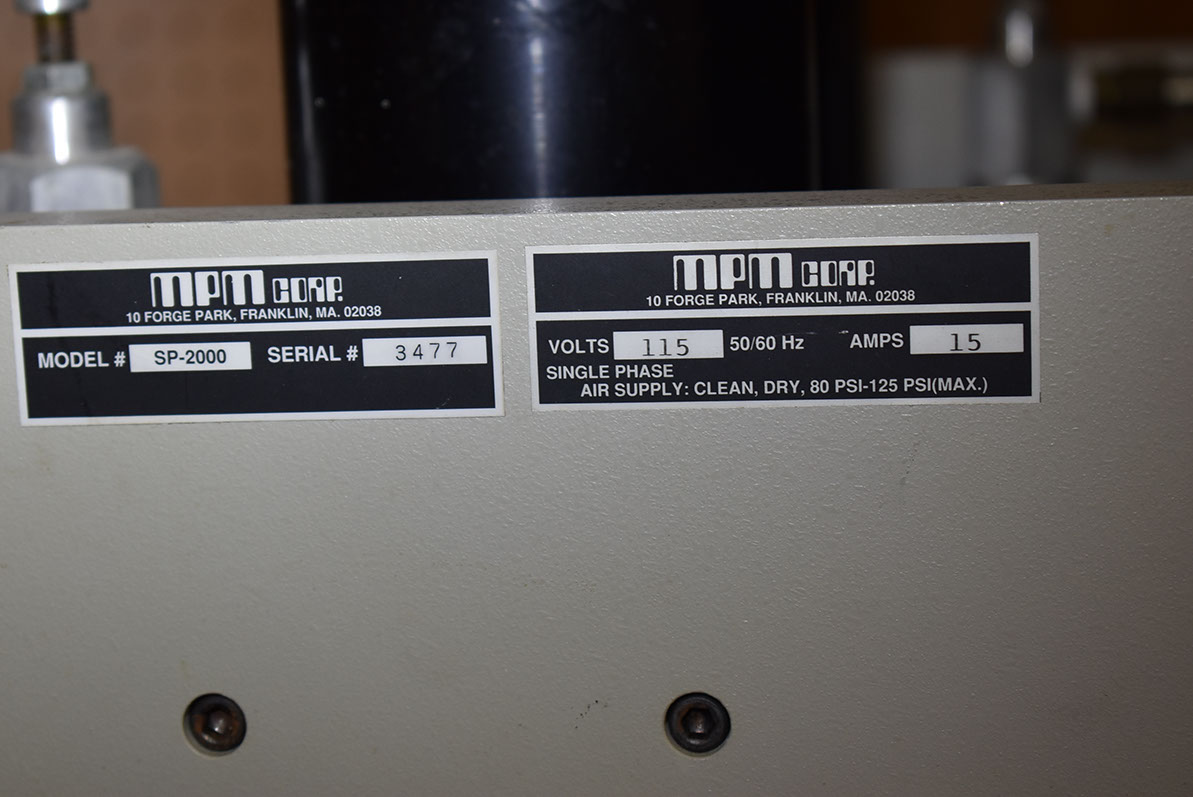 MPM CORP.
10 FORGE PARK, FRANKLIN, MA. 02038
MODEL # SP-2000 SERIAL # 3477
MPM CORP.
10 FORGE PARK, FRANKLIN, MA. 02038
VOLTS 115 50/60 Hz AMPS 15
SINGLE PHASE
AIR SUPPLY: CLEAN, DRY, 80 PSI-125 PSI(MAX.)